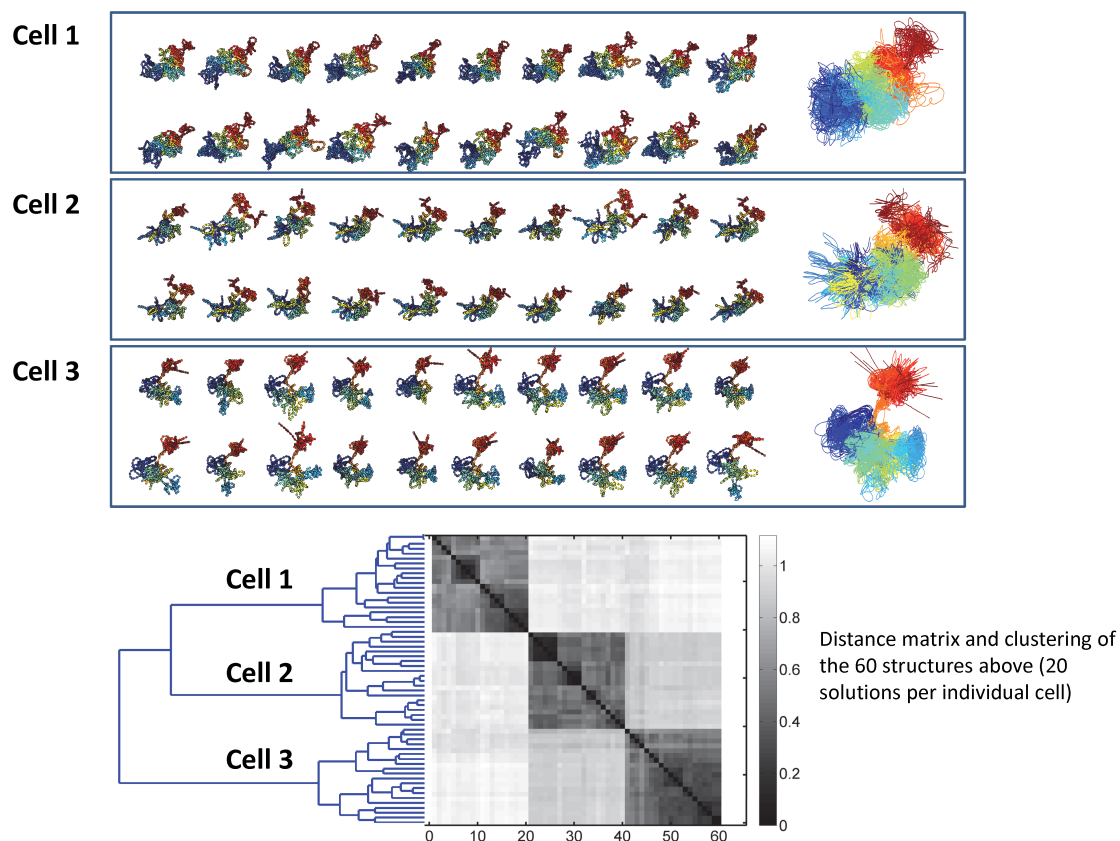 Cell 1
Cell 2
Cell 3
Cell 1
Cell 2
Cell 3
0 10 20 30 40 50 60
1
0.8
0.6
0.4
0.2
0
Distance matrix and clustering of
the 60 structures above (20
solutions per individual cell)